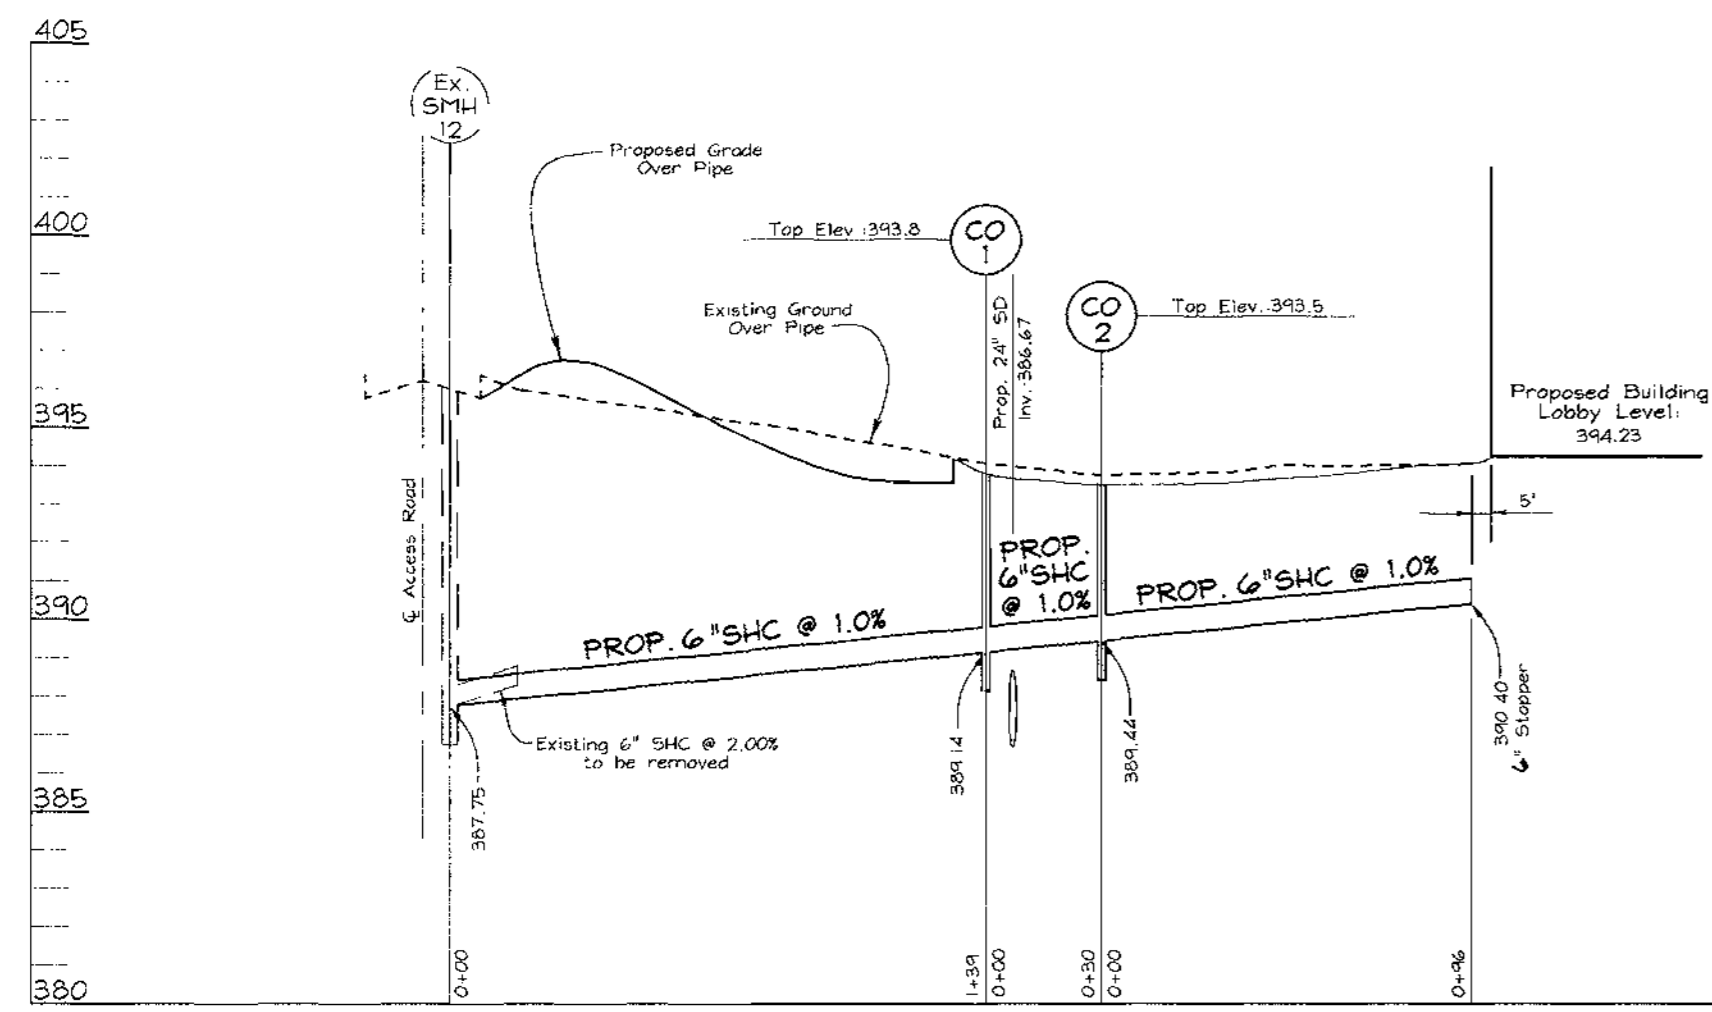 405
Ex.
SMH
12
Proposed Grade
Over Pipe
400
Top Elev.:393.8
CO
1
Existing Ground
Over Pipe
Prop. 24" SD
Inv.:386.67
CO
2
Top Elev.:393.5
395
Proposed Building
Lobby Level:
394.23
5'
℄ Access Road
390
PROP. 6"SHC @ 1.0%
PROP.
6"SHC
@ 1.0%
PROP. 6"SHC @ 1.0%
Existing 6" SHC @ 2.00%
to be removed
387.75
389.14
389.44
390.40
6" Stopper
385
380
0+00
1+39
0+00
0+30
0+00
0+96